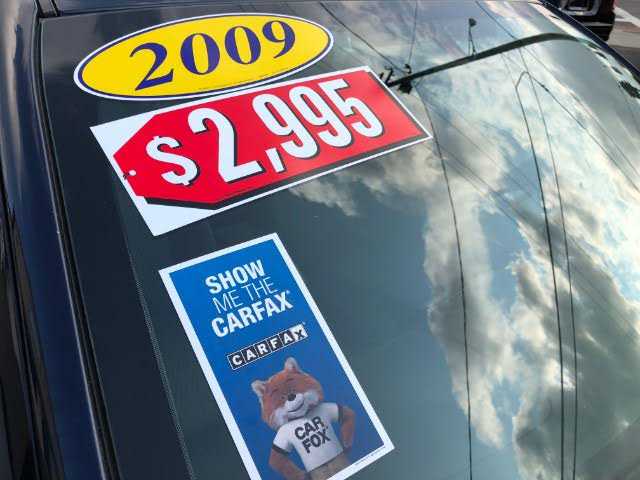 2009
$2,995
SHOW
ME THE
CARFAX
CARFAX
CAR
FOX